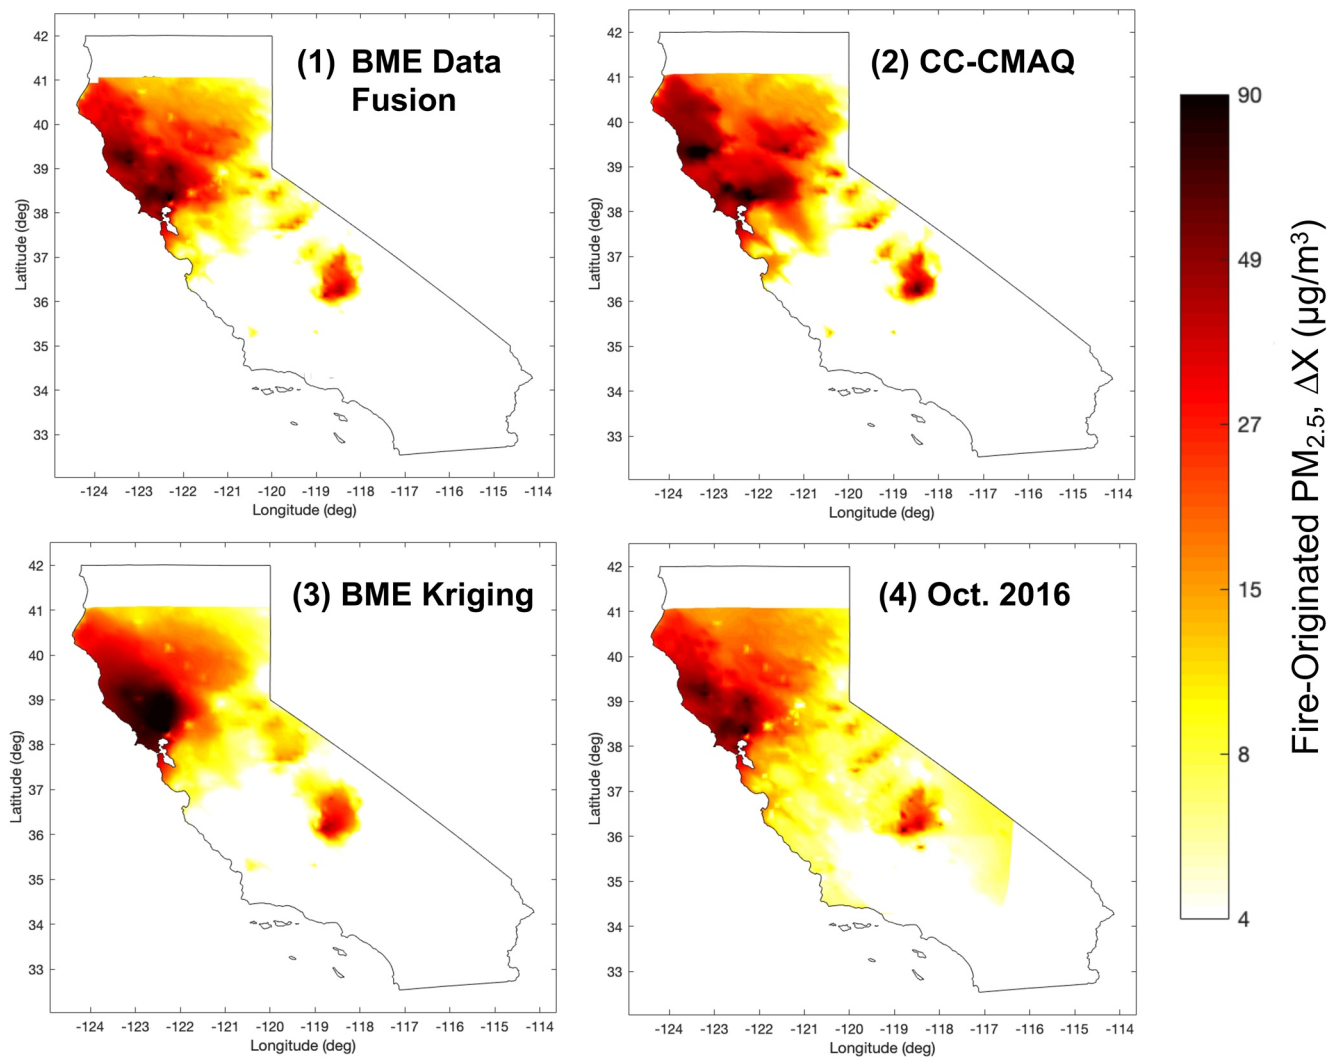 (1) BME Data
Fusion
42
41
40
39
38
37
36
35
34
33
Latitude (deg)
-124 -123 -122 -121 -120 -119 -118 -117 -116 -115 -114
Longitude (deg)
(2) CC-CMAQ
42
41
40
39
38
37
36
35
34
33
Latitude (deg)
-124 -123 -122 -121 -120 -119 -118 -117 -116 -115 -114
Longitude (deg)
(3) BME Kriging
42
41
40
39
38
37
36
35
34
33
Latitude (deg)
-124 -123 -122 -121 -120 -119 -118 -117 -116 -115 -114
Longitude (deg)
(4) Oct. 2016
42
41
40
39
38
37
36
35
34
33
Latitude (deg)
-124 -123 -122 -121 -120 -119 -118 -117 -116 -115 -114
Longitude (deg)
90
49
27
15
8
4
Fire-Originated PM2.5, ΔX (μg/m³)